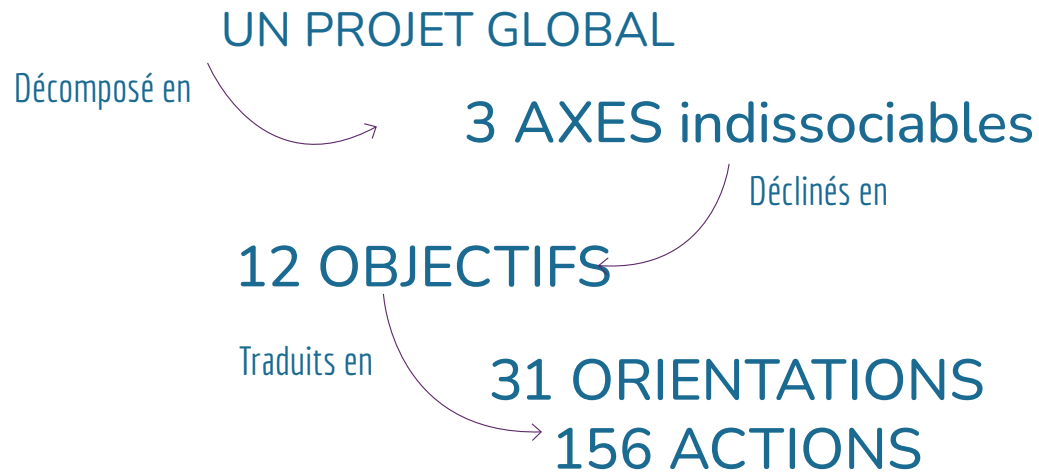 UN PROJET GLOBAL
Décomposé en
3 AXES indissociables
Déclinés en
12 OBJECTIFS
Traduits en
31 ORIENTATIONS
156 ACTIONS